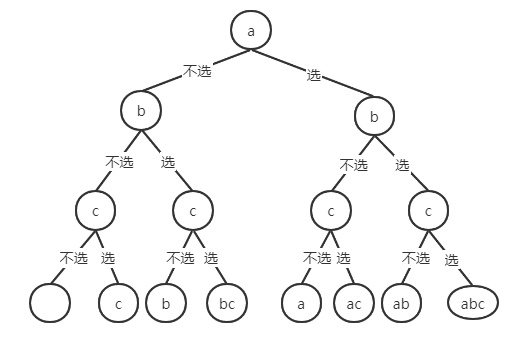 a
不选 选
b b
不选 选 不选 选
c c c c
不选 选 不选 选 不选 选 不选 选
c b bc a ac ab abc